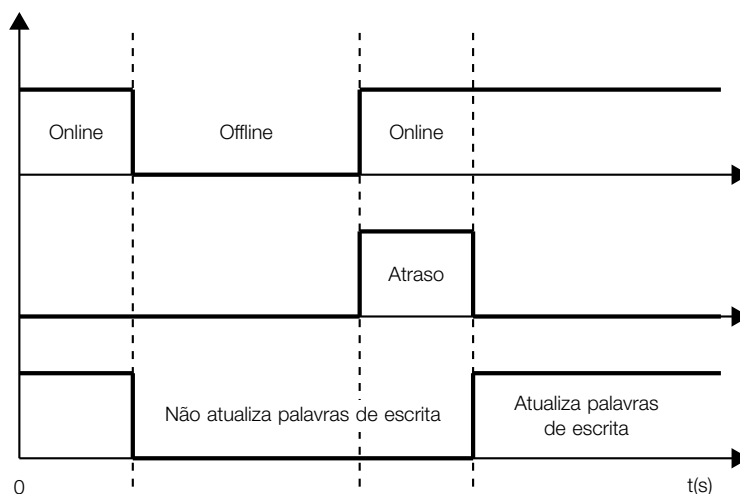 Online
Offline
Online
Atraso
Não atualiza palavras de escrita
Atualiza palavras
de escrita
0
t(s)